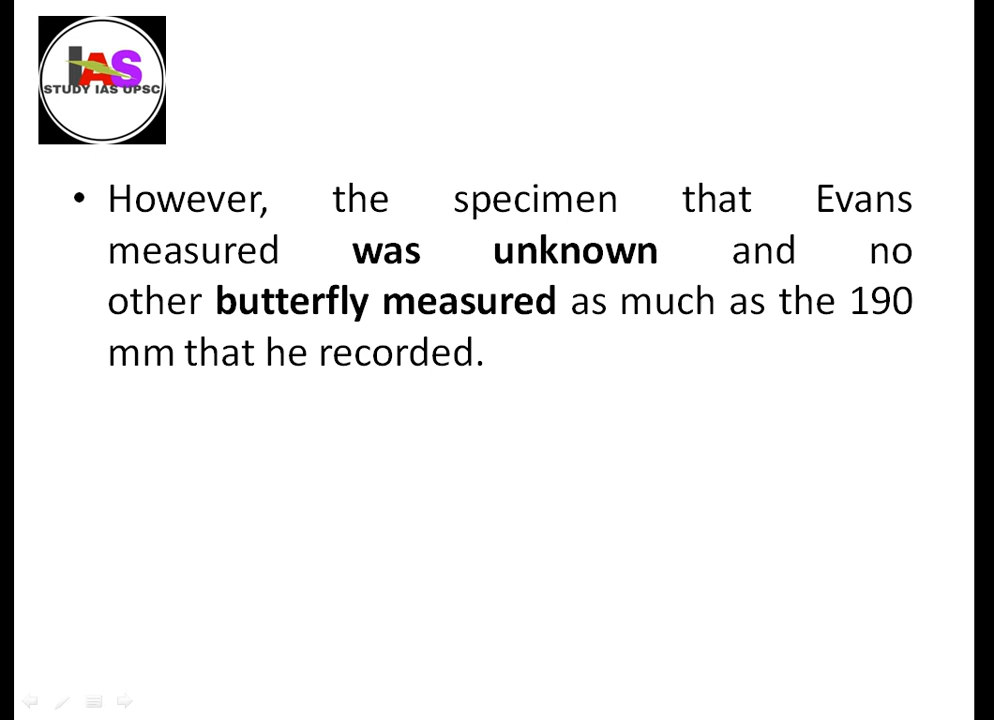 IAS
STUDY IAS UPSC
• However, the specimen that Evans
measured was unknown and no
other butterfly measured as much as the 190
mm that he recorded.